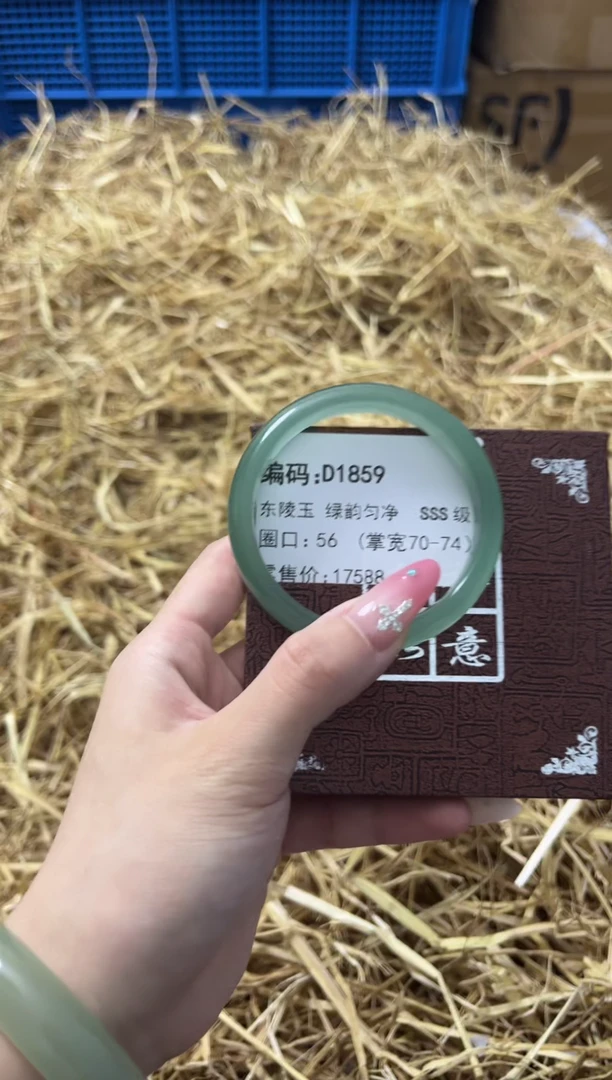 编码:D1859
东陵玉 绿韵匀净 SSS级
圈口:56 (掌宽70-74)
零售价:17588
意